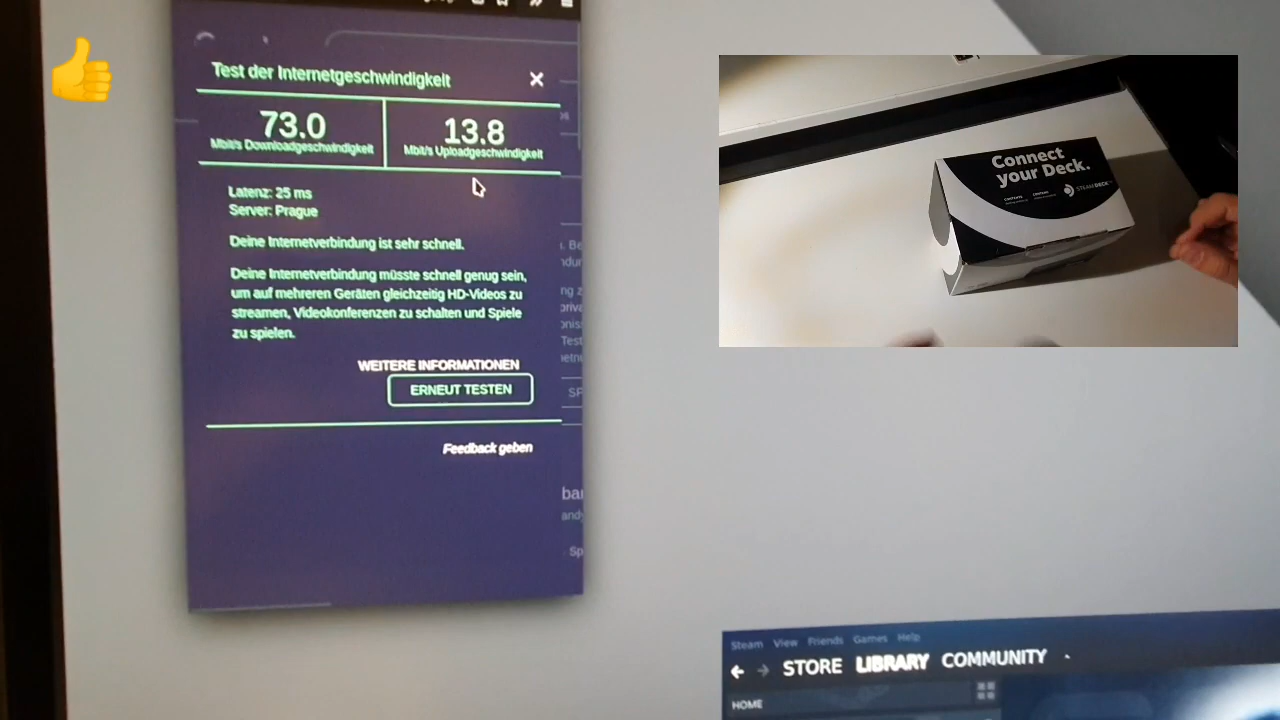 Test der Internetgeschwindigkeit
73.0
Mbit/s Downloadgeschwindigkeit
13.8
Mbit/s Uploadgeschwindigkeit
Latenz: 25 ms
Server: Prague
Deine Internetverbindung ist sehr schnell.
Deine Internetverbindung müsste schnell genug sein,
um auf mehreren Geräten gleichzeitig HD-Videos zu
streamen, Videokonferenzen zu schalten und Spiele
zu spielen.
WEITERE INFORMATIONEN
ERNEUT TESTEN
Feedback geben
Connect
your Deck.
STEAM DECK
Steam View Friends Games Help
STORE LIBRARY COMMUNITY
HOME